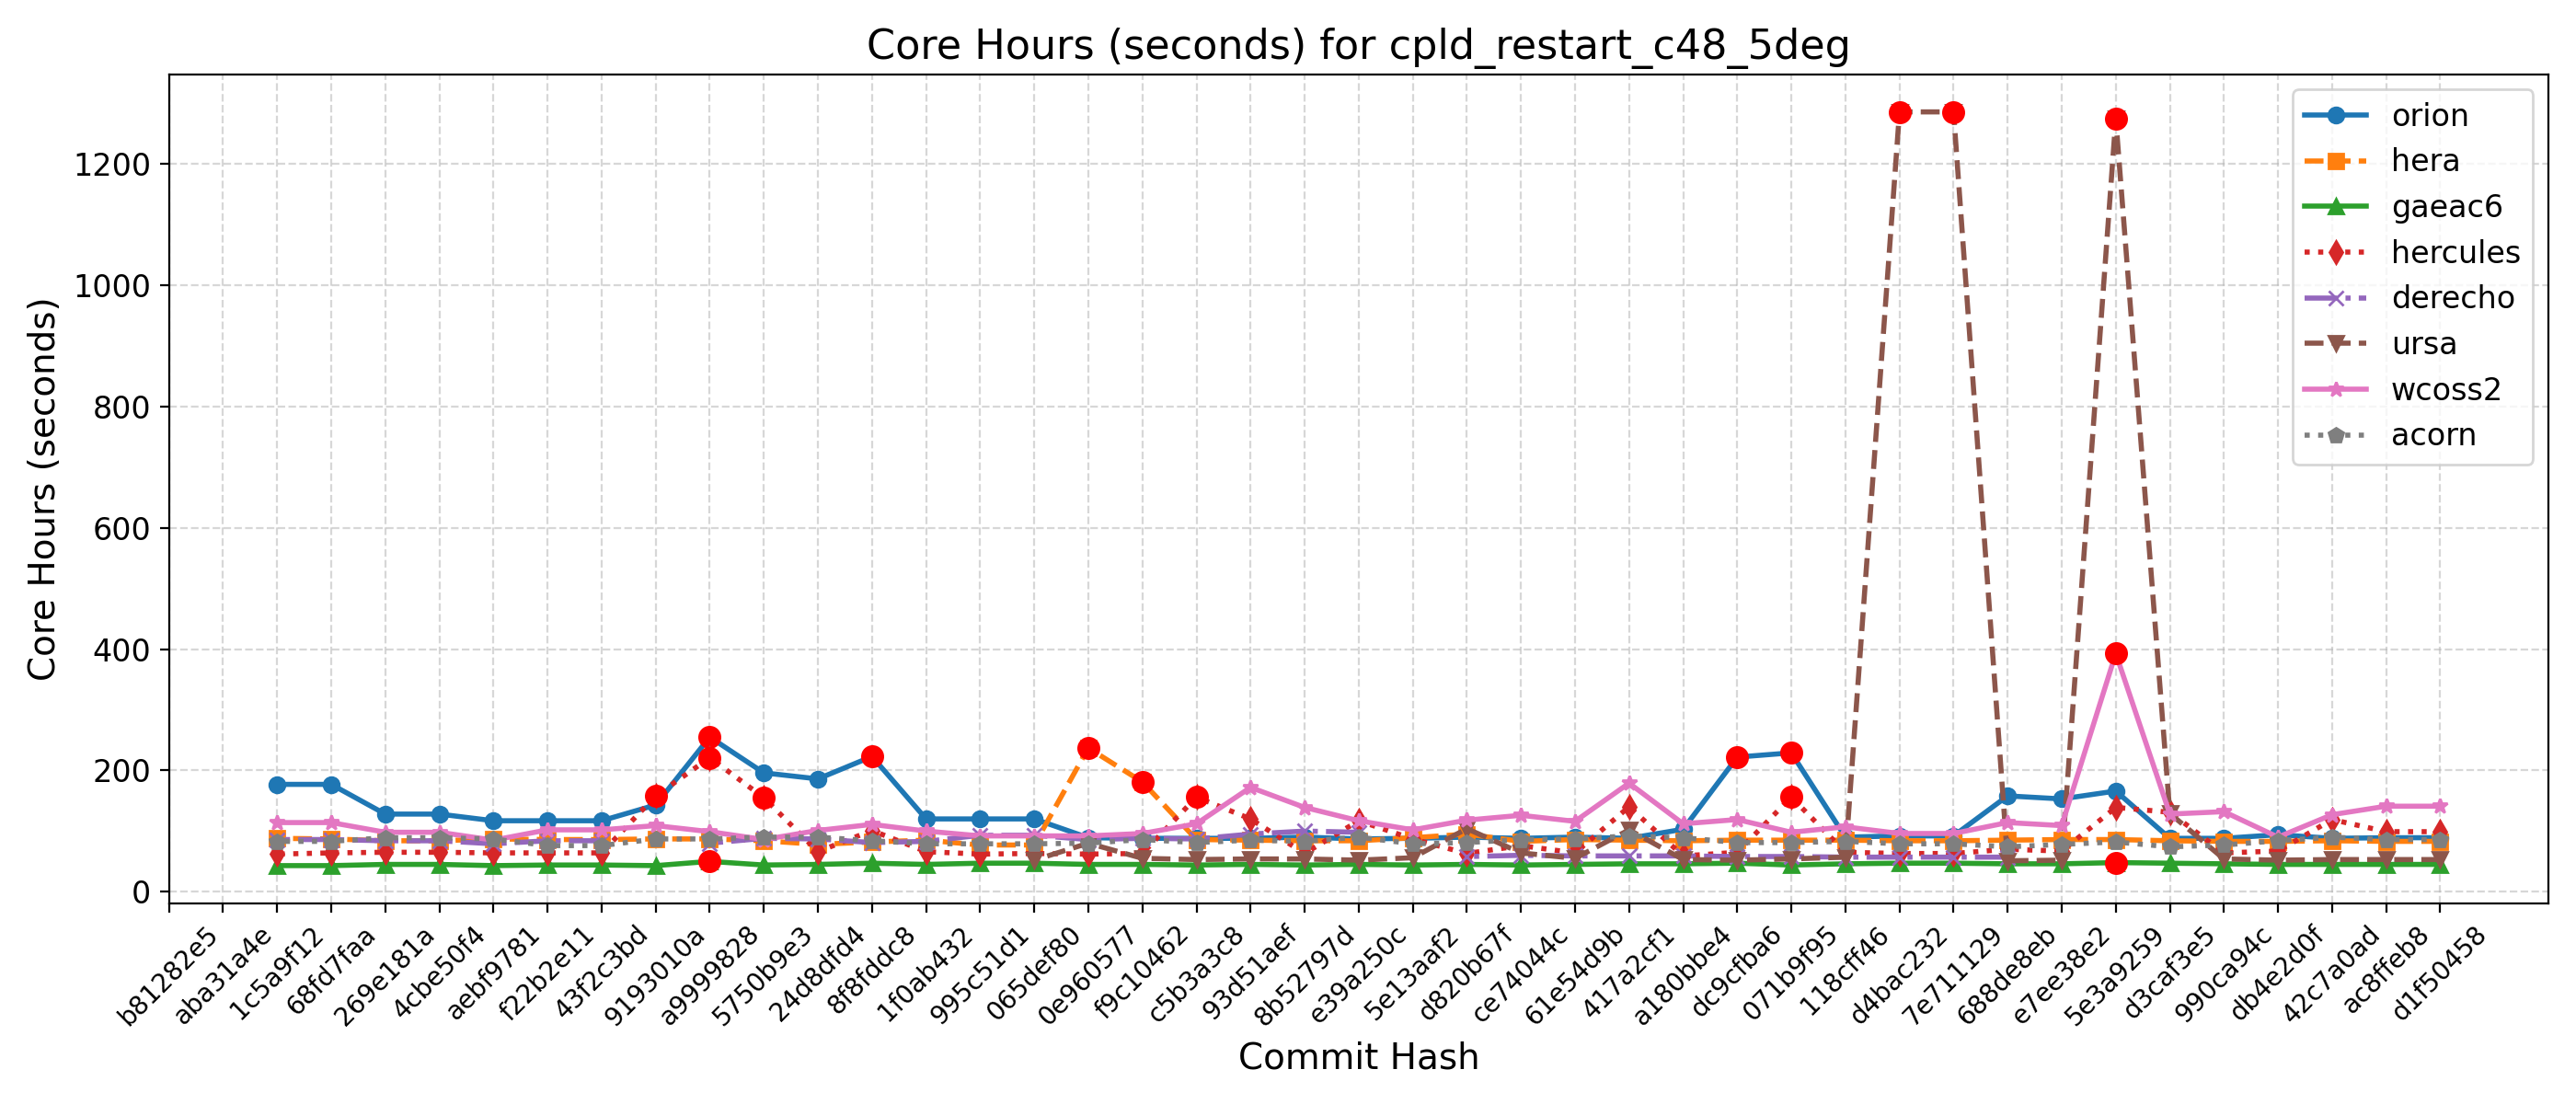 Core Hours (seconds) for cpld_restart_c48_5deg
Core Hours (seconds)
1200
1000
800
600
400
200
0
orion
hera
gaeac6
hercules
derecho
ursa
wcoss2
acorn
b81282e5
aba31a4e
1c5a9f12
68fd7faa
269e181a
4cbe50f4
aebf9781
f22b2e11
43f2c3bd
9193010a
a9999828
5750b9e3
24d8dfd4
8f8fddc8
1f0ab432
995c51d1
065def80
0e960577
f9c10462
c5b3a3c8
93d51aef
8b52797d
e39a250c
5e13aaf2
d820b67f
ce74044c
61e54d9b
417a2cf1
a180bbe4
dc9cfba6
071b9f95
118cff46
d4bac232
7e711129
688de8eb
e7ee38e2
5e3a9259
d3caf3e5
990ca94c
db4e2d0f
42c7a0ad
ac8ffeb8
d1f50458
Commit Hash